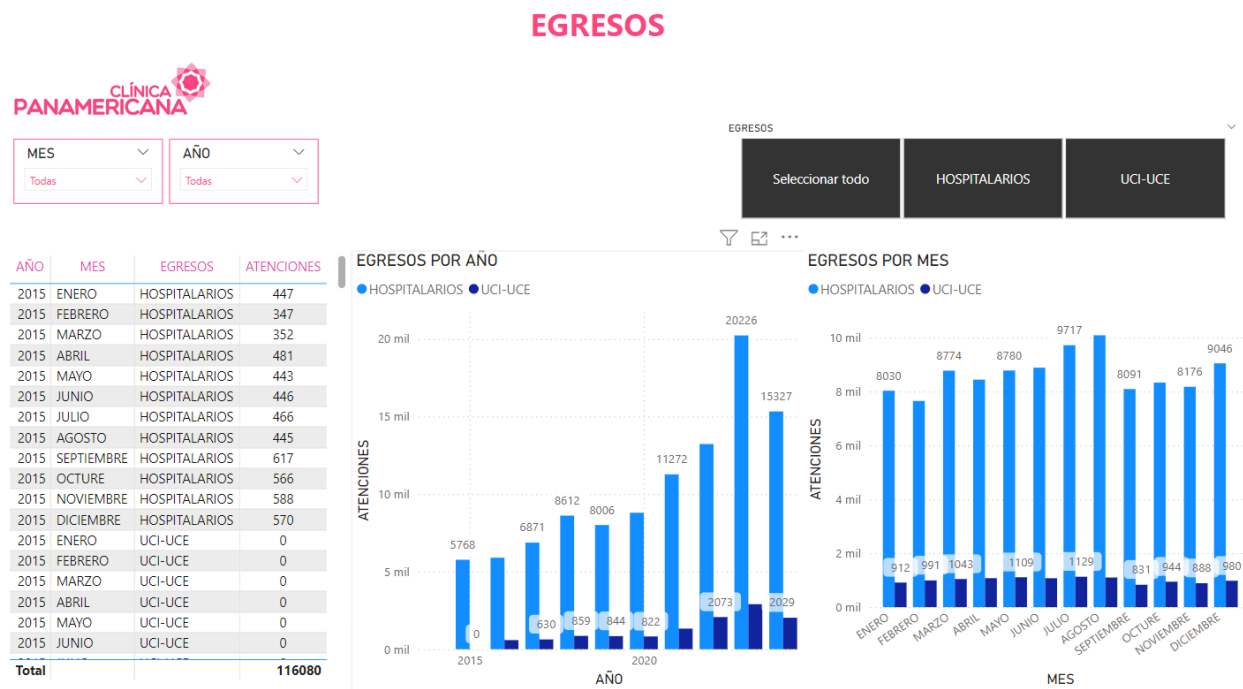 EGRESOS
CLÍNICA
PANAMERICANA
MES
Todas
AÑO
Todas
EGRESOS
Seleccionar todo
HOSPITALARIOS
UCI-UCE
AÑO MES EGRESOS ATENCIONES
2015 ENERO HOSPITALARIOS 447
2015 FEBRERO HOSPITALARIOS 347
2015 MARZO HOSPITALARIOS 352
2015 ABRIL HOSPITALARIOS 481
2015 MAYO HOSPITALARIOS 443
2015 JUNIO HOSPITALARIOS 446
2015 JULIO HOSPITALARIOS 466
2015 AGOSTO HOSPITALARIOS 445
2015 SEPTIEMBRE HOSPITALARIOS 617
2015 OCTURE HOSPITALARIOS 566
2015 NOVIEMBRE HOSPITALARIOS 588
2015 DICIEMBRE HOSPITALARIOS 570
2015 ENERO UCI-UCE 0
2015 FEBRERO UCI-UCE 0
2015 MARZO UCI-UCE 0
2015 ABRIL UCI-UCE 0
2015 MAYO UCI-UCE 0
2015 JUNIO UCI-UCE 0
Total 116080
EGRESOS POR AÑO
HOSPITALARIOS UCI-UCE
ATENCIONES
20 mil
15 mil
10 mil
5 mil
0 mil
5768
6871
8612
8006
11272
20226
15327
0
630
859
844
822
2073
2029
2015 2020
AÑO
EGRESOS POR MES
HOSPITALARIOS UCI-UCE
ATENCIONES
10 mil
8 mil
6 mil
4 mil
2 mil
0 mil
8030
8774
8780
9717
8091
8176
9046
912
991
1043
1109
1129
831
944
888
980
ENERO
FEBRERO
MARZO
ABRIL
MAYO
JUNIO
JULIO
AGOSTO
SEPTIEMBRE
OCTURE
NOVIEMBRE
DICIEMBRE
MES